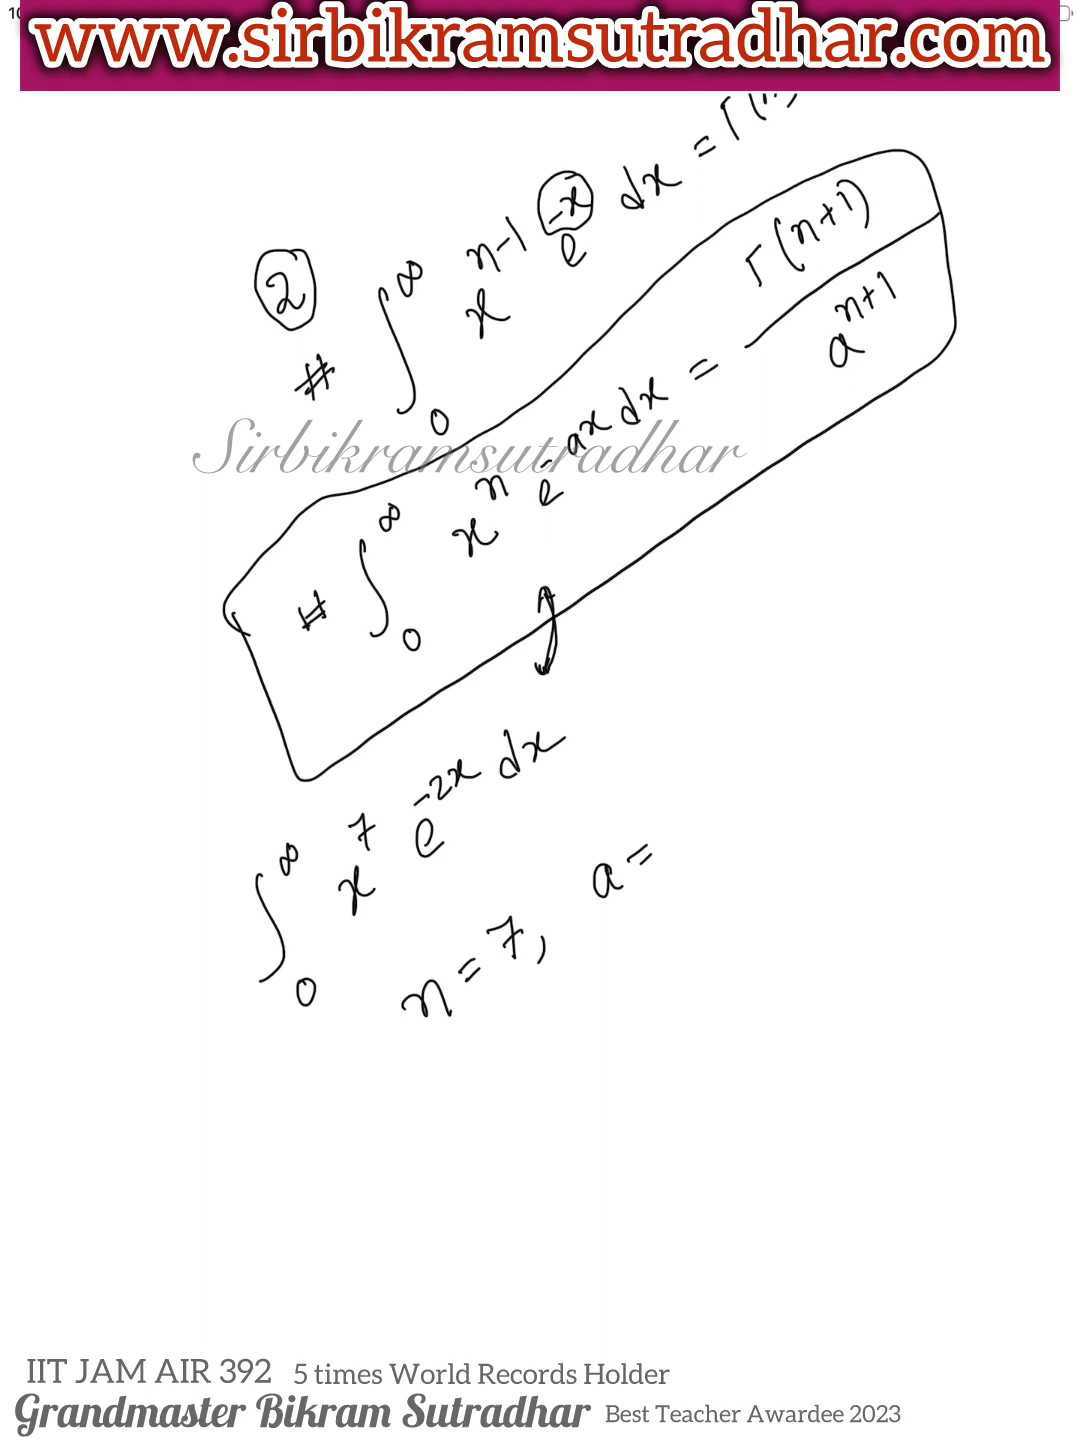 www.sirbikramsutradhar.com
2
# ∫₀^∞ x^{n-1} e^{-x} dx = Γ
# ∫₀^∞ x^n e^{-ax} dx = Γ(n+1) / a^{n+1}
Sirbikramsutradhar
∫₀^∞ x^7 e^{-2x} dx
n = 7, a =
IIT JAM AIR 392 5 times World Records Holder
Grandmaster Bikram Sutradhar Best Teacher Awardee 2023